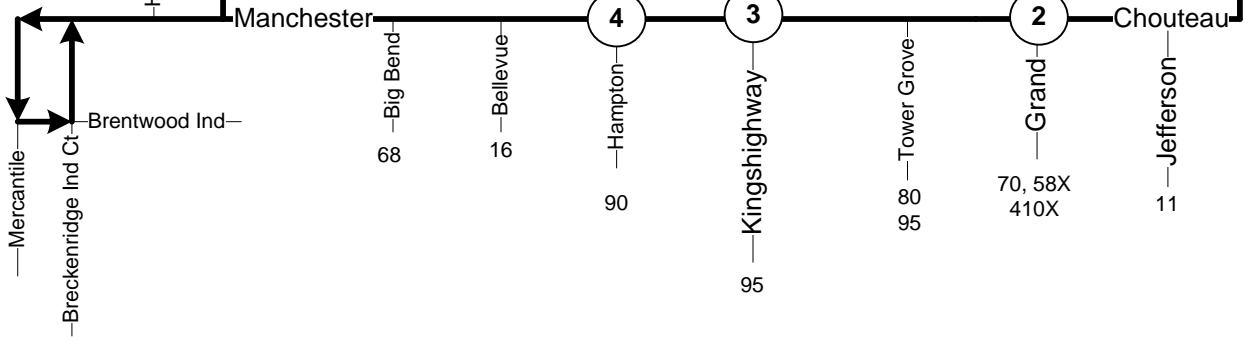 Manchester
4
3
2
Chouteau
Big Bend
68
Bellevue
16
Hampton
90
Kingshighway
95
Tower Grove
80
95
Grand
70, 58X
410X
Jefferson
11
Brentwood Ind
Mercantile
Breckenridge Ind Ct